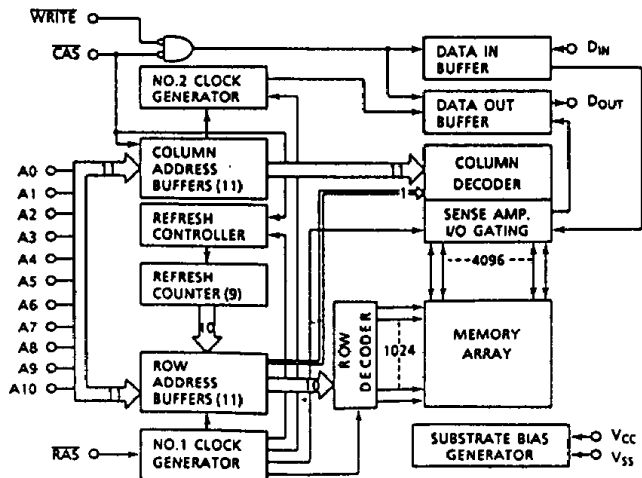 WRITE
CAS
NO.2 CLOCK
GENERATOR
DATA IN
BUFFER
DIN
DATA OUT
BUFFER
DOUT
COLUMN
ADDRESS
BUFFERS (11)
COLUMN
DECODER
1
SENSE AMP.
I/O GATING
REFRESH
CONTROLLER
REFRESH
COUNTER (9)
10
4096
A0
A1
A2
A3
A4
A5
A6
A7
A8
A9
A10
ROW
ADDRESS
BUFFERS (11)
ROW
DECODER
1024
MEMORY
ARRAY
RAS
NO.1 CLOCK
GENERATOR
SUBSTRATE BIAS
GENERATOR
VCC
VSS